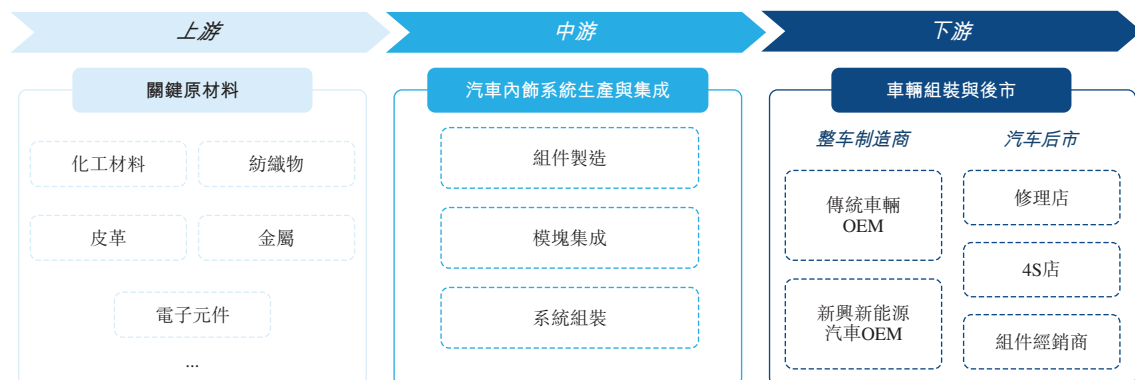 上游
中游
下游
關鍵原材料
化工材料
紡織物
皮革
金屬
電子元件
...
汽車內飾系統生產與集成
組件製造
模塊集成
系統組裝
車輛組裝與後市
整车制造商
傳統車輛
OEM
新興新能源
汽車OEM
汽车后市
修理店
4S店
組件經銷商